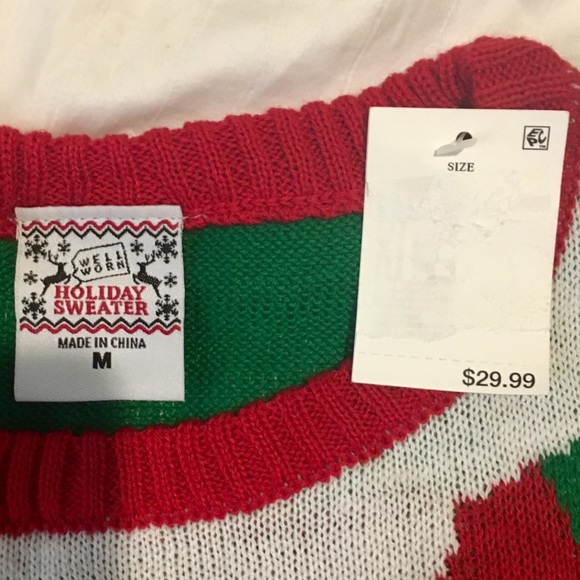 WELL
WORN
HOLIDAY
SWEATER
MADE IN CHINA
M
SIZE
$29.99